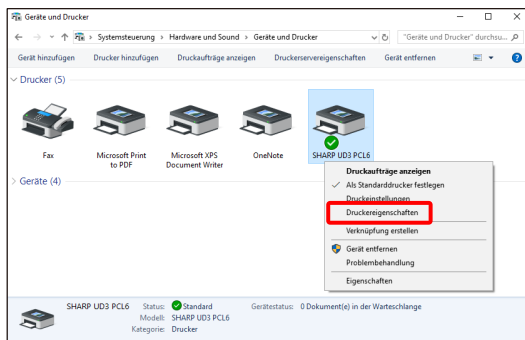 Geräte und Drucker
Systemsteuerung > Hardware und Sound > Geräte und Drucker
"Geräte und Drucker" durchsu...
Gerät hinzufügen Drucker hinzufügen Druckaufträge anzeigen Druckerservereigenschaften Gerät entfernen
Drucker (5)
Fax
Microsoft Print to PDF
Microsoft XPS Document Writer
OneNote
SHARP UD3 PCL6
Druckaufträge anzeigen
Als Standarddrucker festlegen
Druckeinstellungen
Druckereigenschaften
Verknüpfung erstellen
Gerät entfernen
Problembehandlung
Eigenschaften
Geräte (4)
SHARP UD3 PCL6 Status: Standard Gerätestatus: 0 Dokument(e) in der Warteschlange
Modell: SHARP UD3 PCL6
Kategorie: Drucker